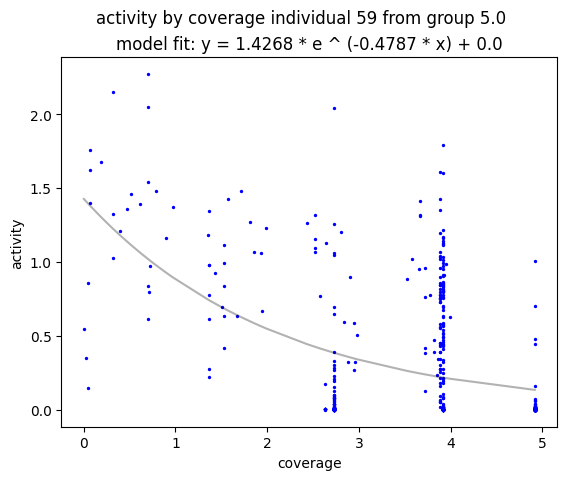 activity by coverage individual 59 from group 5.0
model fit: y = 1.4268 * e ^ (-0.4787 * x) + 0.0
activity
2.0
1.5
1.0
0.5
0.0
0 1 2 3 4 5
coverage